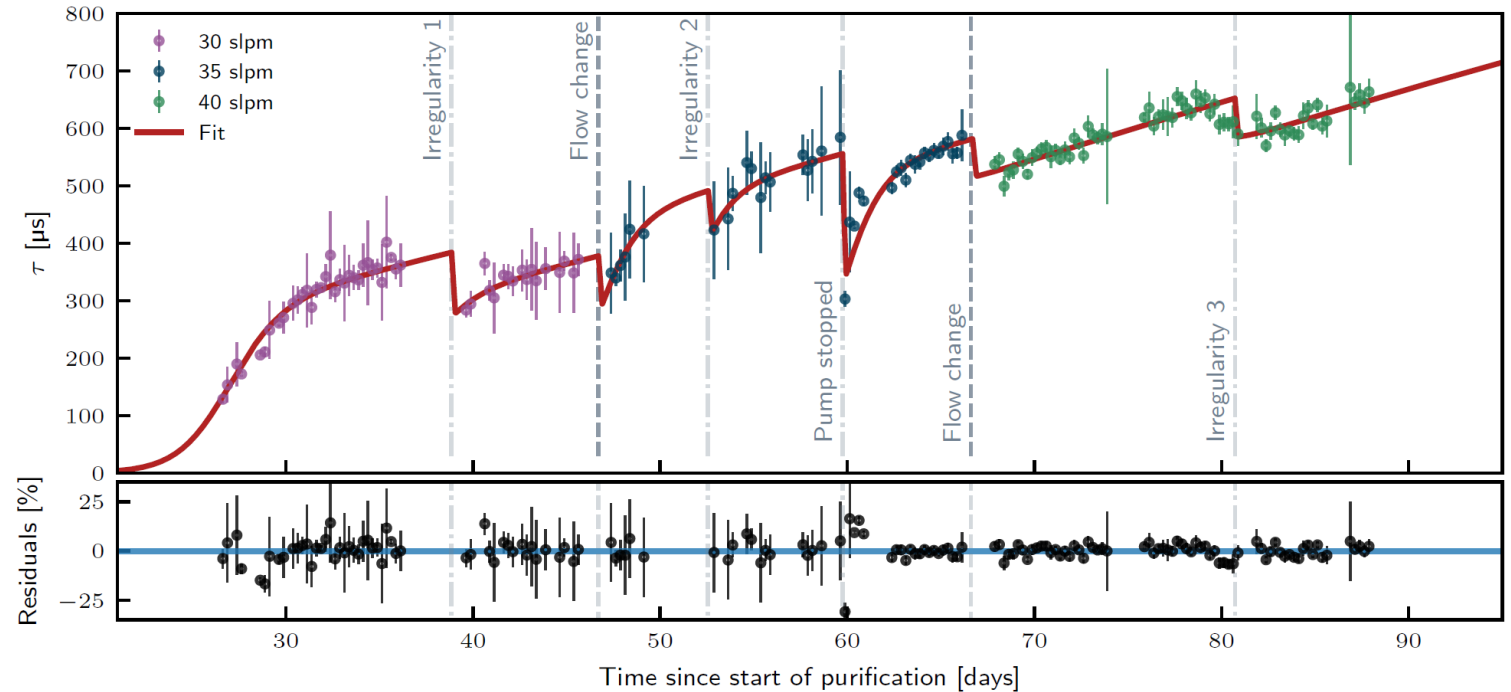 800
700
600
500
400
300
200
100
0
τ [μs]
30 slpm
35 slpm
40 slpm
Fit
Irregularity 1
Flow change
Irregularity 2
Pump stopped
Flow change
Irregularity 3
25
0
−25
Residuals [%]
30 40 50 60 70 80 90
Time since start of purification [days]